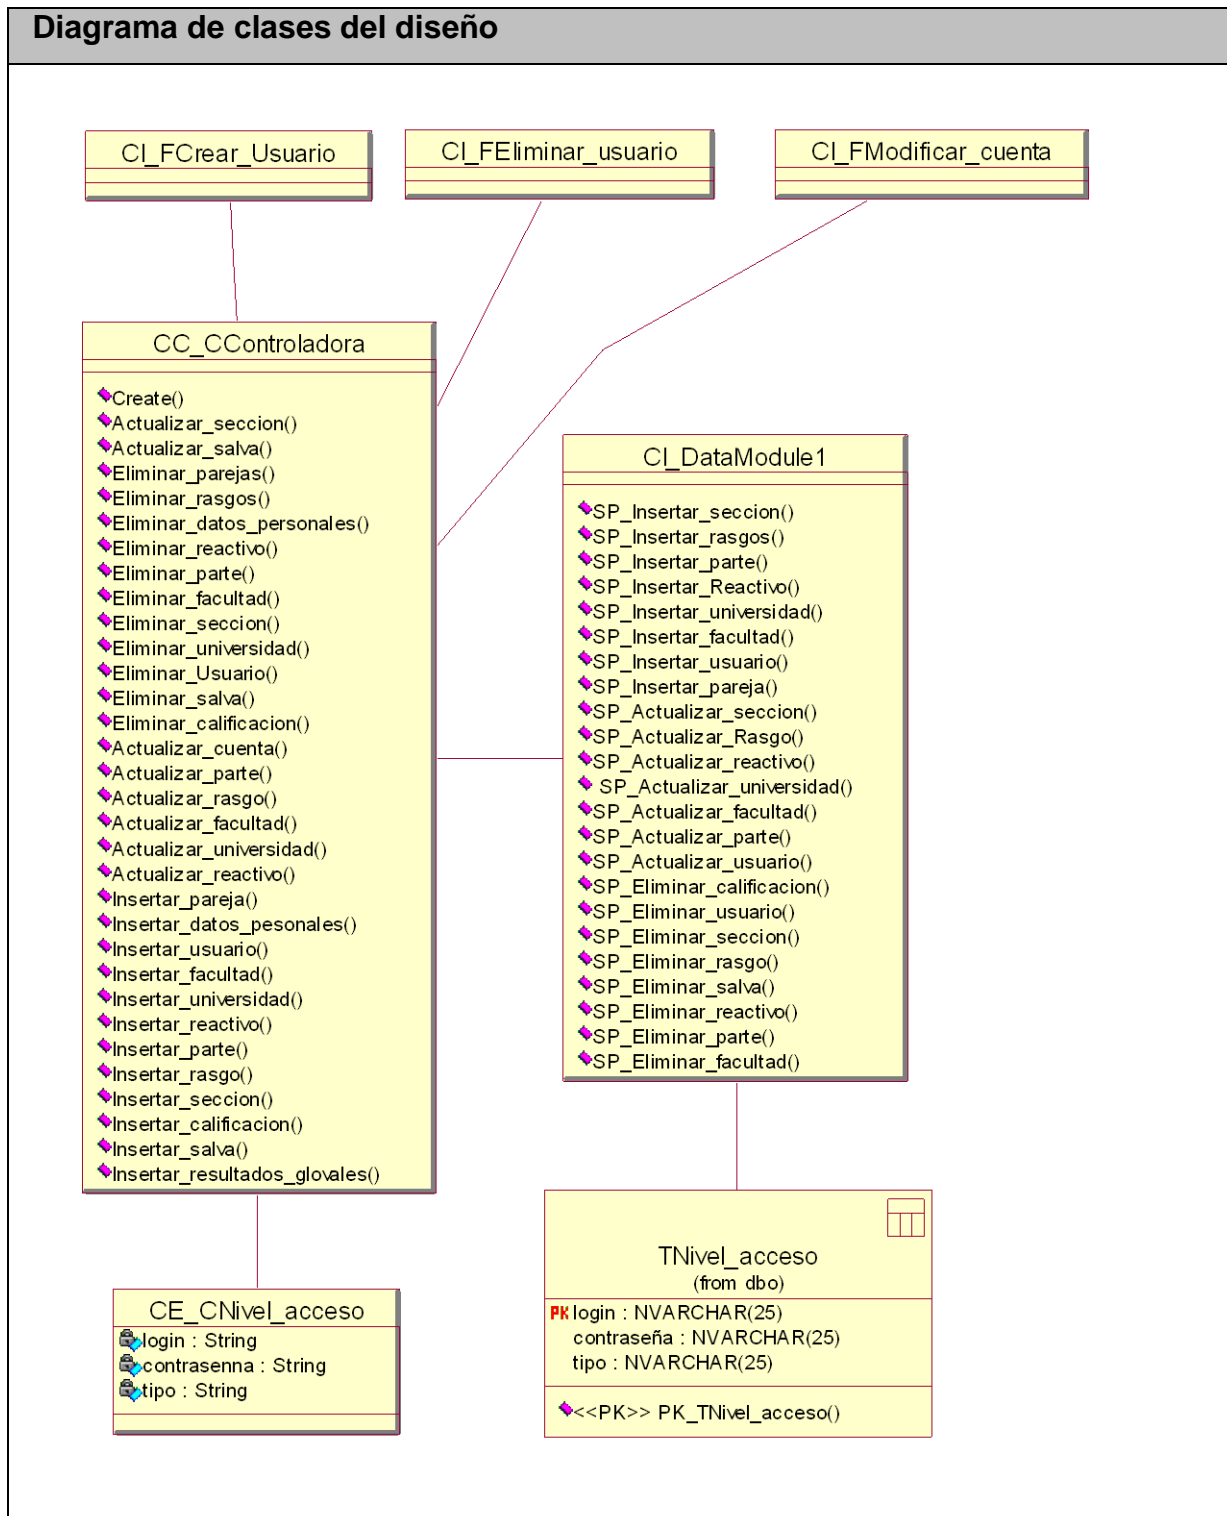 Diagrama de clases del diseño
CI_FCrear_Usuario
CI_FEliminar_usuario
CI_FModificar_cuenta
CC_CControladora
Create()
Actualizar_seccion()
Actualizar_salva()
Eliminar_parejas()
Eliminar_rasgos()
Eliminar_datos_personales()
Eliminar_reactivo()
Eliminar_parte()
Eliminar_facultad()
Eliminar_seccion()
Eliminar_universidad()
Eliminar_Usuario()
Eliminar_salva()
Eliminar_calificacion()
Actualizar_cuenta()
Actualizar_parte()
Actualizar_rasgo()
Actualizar_facultad()
Actualizar_universidad()
Actualizar_reactivo()
Insertar_pareja()
Insertar_datos_pesonales()
Insertar_usuario()
Insertar_facultad()
Insertar_universidad()
Insertar_reactivo()
Insertar_parte()
Insertar_rasgo()
Insertar_seccion()
Insertar_calificacion()
Insertar_salva()
Insertar_resultados_glovales()
CI_DataModule1
SP_Insertar_seccion()
SP_Insertar_rasgos()
SP_Insertar_parte()
SP_Insertar_Reactivo()
SP_Insertar_universidad()
SP_Insertar_facultad()
SP_Insertar_usuario()
SP_Insertar_pareja()
SP_Actualizar_seccion()
SP_Actualizar_Rasgo()
SP_Actualizar_reactivo()
SP_Actualizar_universidad()
SP_Actualizar_facultad()
SP_Actualizar_parte()
SP_Actualizar_usuario()
SP_Eliminar_calificacion()
SP_Eliminar_usuario()
SP_Eliminar_seccion()
SP_Eliminar_rasgo()
SP_Eliminar_salva()
SP_Eliminar_reactivo()
SP_Eliminar_parte()
SP_Eliminar_facultad()
CE_CNivel_acceso
login : String
contrasenna : String
tipo : String
TNivel_acceso
(from dbo)
PK login : NVARCHAR(25)
contraseña : NVARCHAR(25)
tipo : NVARCHAR(25)
<<PK>> PK_TNivel_acceso()